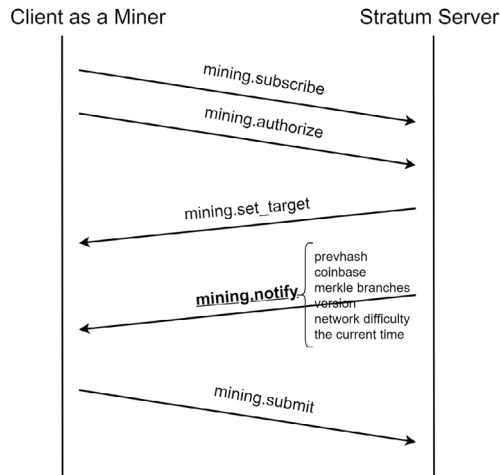 Client as a Miner
Stratum Server
mining.subscribe
mining.authorize
mining.set_target
mining.notify
prevhash
coinbase
merkle branches
version
network difficulty
the current time
mining.submit